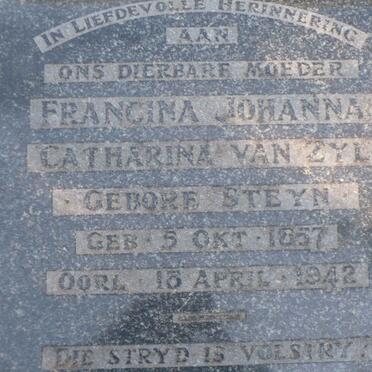 IN LIEFDEVOLLE HERINNERING
AAN
ONS DIERBARE MOEDER
FRANCINA JOHANNA
CATHARINA VAN ZYL
GEBORE STEYN
GEB · 5 OKT · 1857
OORL · 15 APRIL · 1942
DIE STRYD IS VOLSTRY